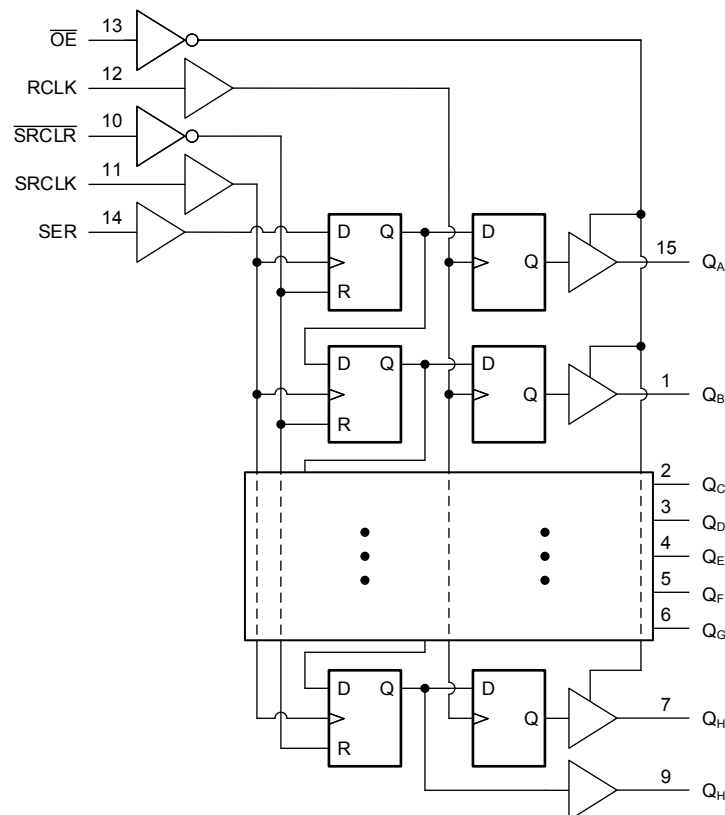 OE 13
RCLK 12
SRCLR 10
SRCLK 11
SER 14
D Q D
Q 15 QA
R
D Q D
Q 1 QB
R
2 QC
3 QD
4 QE
5 QF
6 QG
D Q D
Q 7 QH
R
9 QH